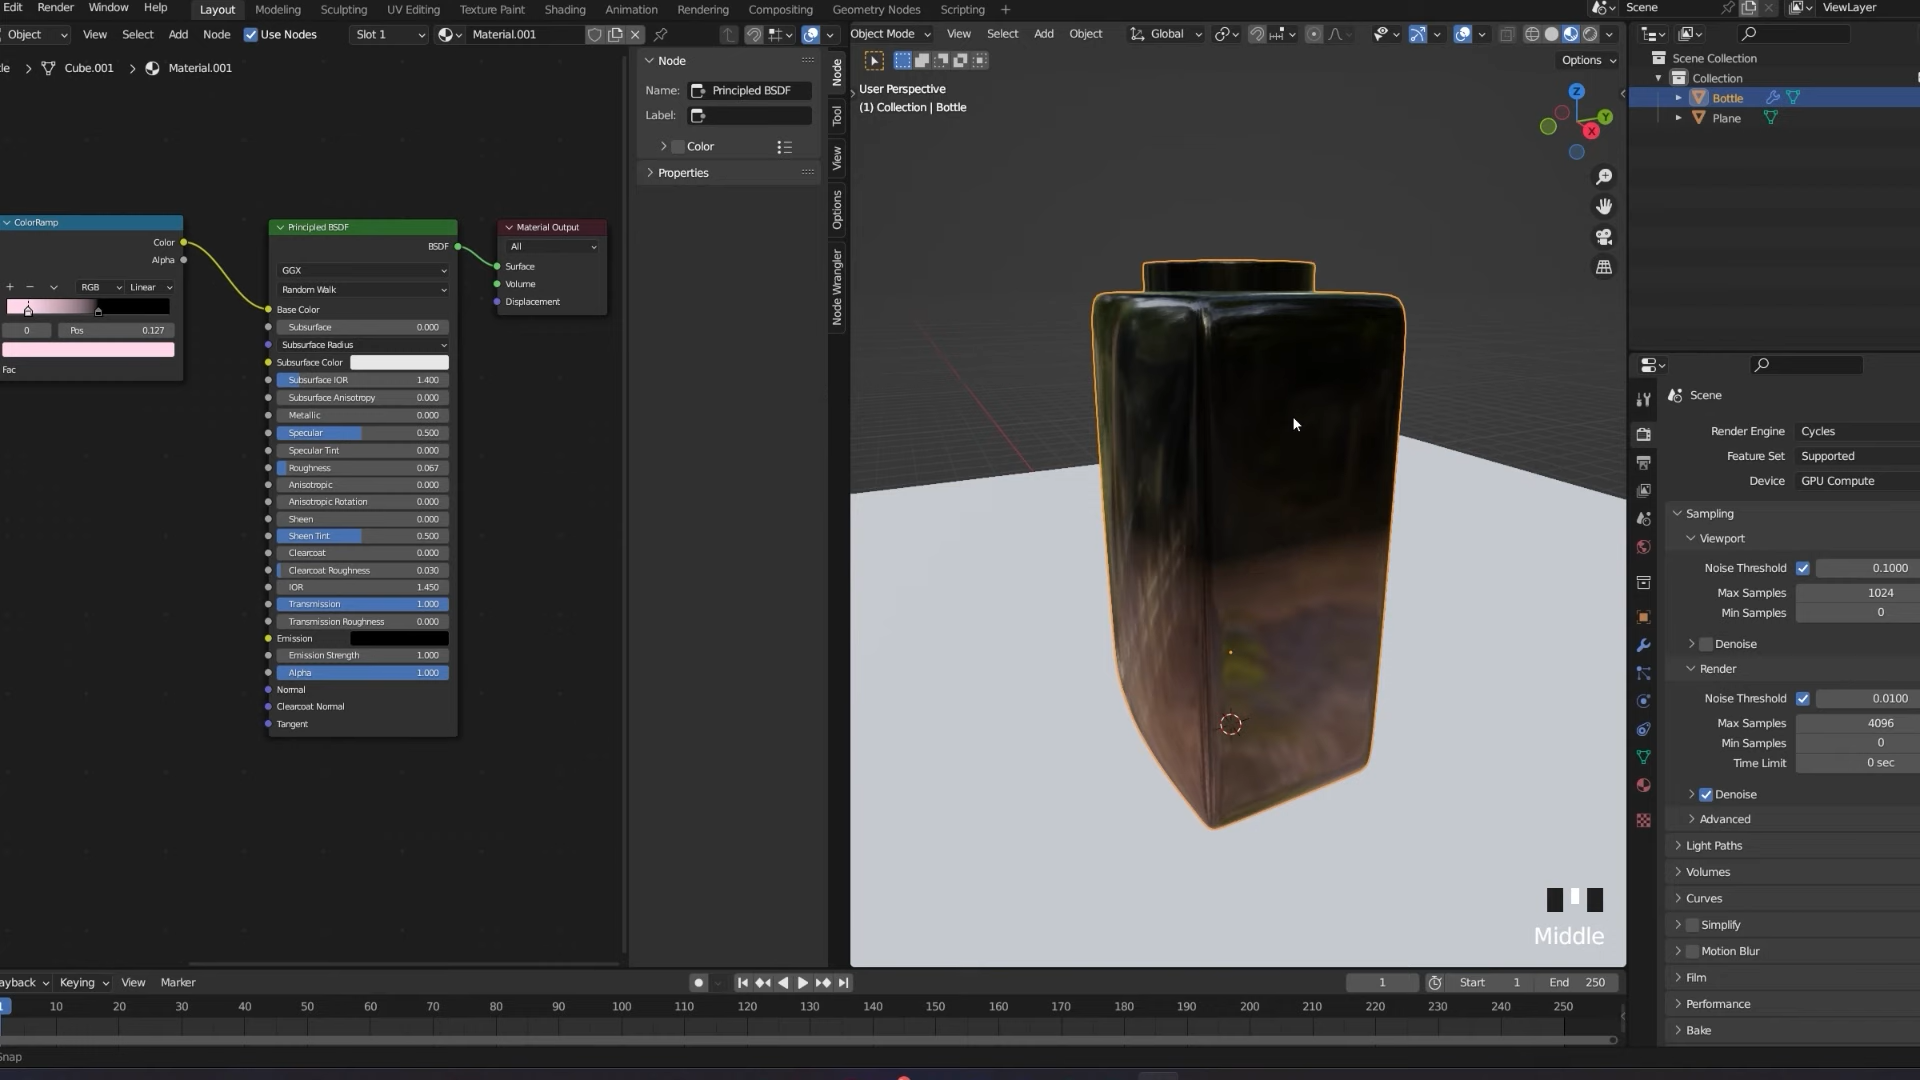 Edit Render Window Help Layout Modeling Sculpting UV Editing Texture Paint Shading Animation Rendering Compositing Geometry Nodes Scripting + Scene ViewLayer
Object View Select Add Node Use Nodes Slot 1 Material.001
Object Mode View Select Add Object Global
Options
Cube.001 > Material.001
Node
Name: Principled BSDF
Label:
Color
Properties
Node
Tool
View
Options
Node Wrangler
ColorRamp
Color
Alpha
RGB Linear
0 Pos 0.127
Fac
Principled BSDF
BSDF
GGX
Random Walk
Base Color
Subsurface 0.000
Subsurface Radius
Subsurface Color
Subsurface IOR 1.400
Subsurface Anisotropy 0.000
Metallic 0.000
Specular 0.500
Specular Tint 0.000
Roughness 0.067
Anisotropic 0.000
Anisotropic Rotation 0.000
Sheen 0.000
Sheen Tint 0.500
Clearcoat 0.000
Clearcoat Roughness 0.030
IOR 1.450
Transmission 1.000
Transmission Roughness 0.000
Emission
Emission Strength 1.000
Alpha 1.000
Normal
Clearcoat Normal
Tangent
Material Output
All
Surface
Volume
Displacement
User Perspective
(1) Collection | Bottle
Z
Y
X
Middle
Scene Collection
Collection
Bottle
Plane
Scene
Render Engine Cycles
Feature Set Supported
Device GPU Compute
Sampling
Viewport
Noise Threshold 0.1000
Max Samples 1024
Min Samples 0
Denoise
Render
Noise Threshold 0.0100
Max Samples 4096
Min Samples 0
Time Limit 0 sec
Denoise
Advanced
Light Paths
Volumes
Curves
Simplify
Motion Blur
Film
Performance
Bake
ayback Keying View Marker 1 Start 1 End 250
1 10 20 30 40 50 60 70 80 90 100 110 120 130 140 150 160 170 180 190 200 210 220 230 240 250
Snap